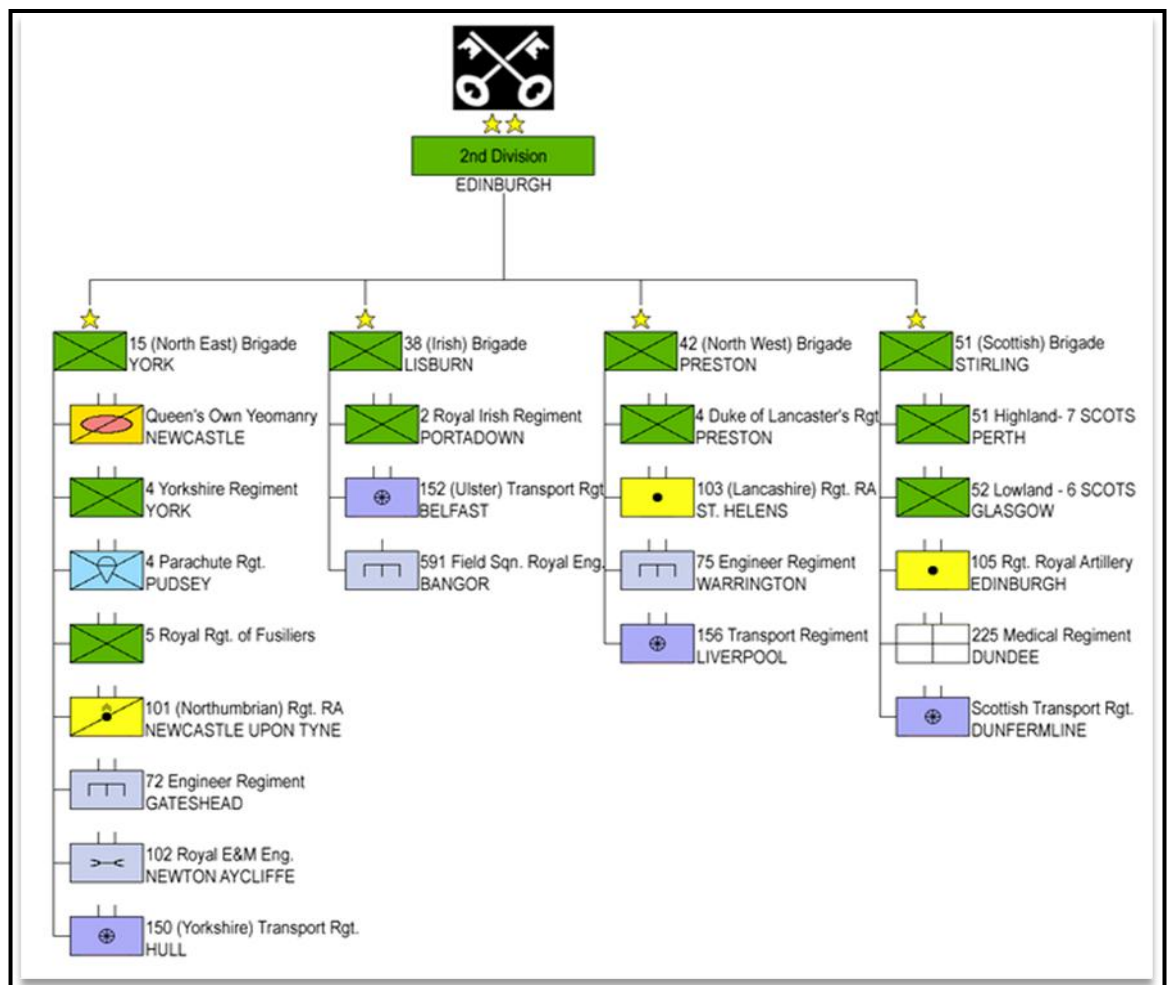 2nd Division
EDINBURGH
15 (North East) Brigade
YORK
Queen's Own Yeomanry
NEWCASTLE
4 Yorkshire Regiment
YORK
4 Parachute Rgt.
PUDSEY
5 Royal Rgt. of Fusiliers
101 (Northumbrian) Rgt. RA
NEWCASTLE UPON TYNE
72 Engineer Regiment
GATESHEAD
102 Royal E&M Eng.
NEWTON AYCLIFFE
150 (Yorkshire) Transport Rgt.
HULL
38 (Irish) Brigade
LISBURN
2 Royal Irish Regiment
PORTADOWN
152 (Ulster) Transport Rgt
BELFAST
591 Field Sqn. Royal Eng.
BANGOR
42 (North West) Brigade
PRESTON
4 Duke of Lancaster's Rgt
PRESTON
103 (Lancashire) Rgt. RA
ST. HELENS
75 Engineer Regiment
WARRINGTON
156 Transport Regiment
LIVERPOOL
51 (Scottish) Brigade
STIRLING
51 Highland- 7 SCOTS
PERTH
52 Lowland - 6 SCOTS
GLASGOW
105 Rgt. Royal Artillery
EDINBURGH
225 Medical Regiment
DUNDEE
Scottish Transport Rgt.
DUNFERMLINE